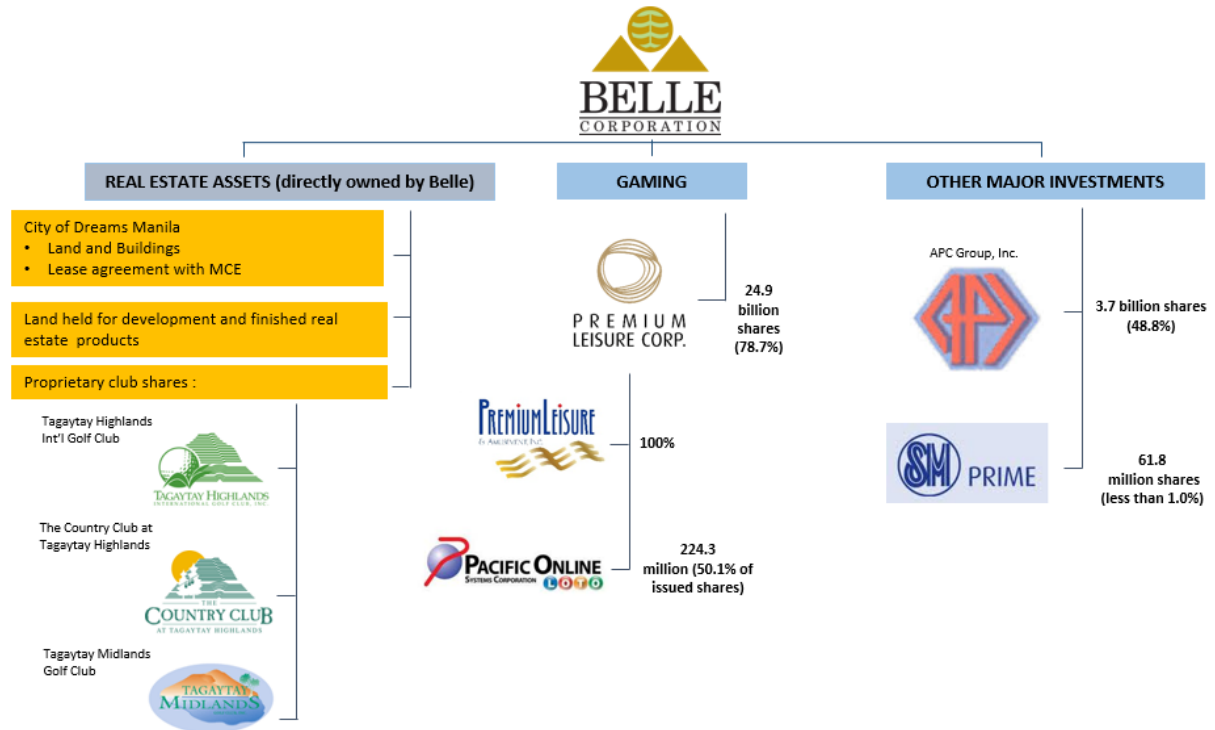 BELLE
CORPORATION
REAL ESTATE ASSETS (directly owned by Belle)
City of Dreams Manila
• Land and Buildings
• Lease agreement with MCE
Land held for development and finished real
estate products
Proprietary club shares :
Tagaytay Highlands
Int'l Golf Club
TAGAYTAY HIGHLANDS
INTERNATIONAL GOLF CLUB, INC.
The Country Club at
Tagaytay Highlands
THE
COUNTRY CLUB
AT TAGAYTAY HIGHLANDS
Tagaytay Midlands
Golf Club
TAGAYTAY
MIDLANDS
GAMING
PREMIUM
LEISURE CORP.
24.9
billion
shares
(78.7%)
PREMIUMLEISURE
& AMUSEMENT, INC.
100%
PACIFIC ONLINE
SYSTEMS CORPORATION LOTO
224.3
million (50.1% of
issued shares)
OTHER MAJOR INVESTMENTS
APC Group, Inc.
APC
3.7 billion shares
(48.8%)
SM PRIME
61.8
million shares
(less than 1.0%)